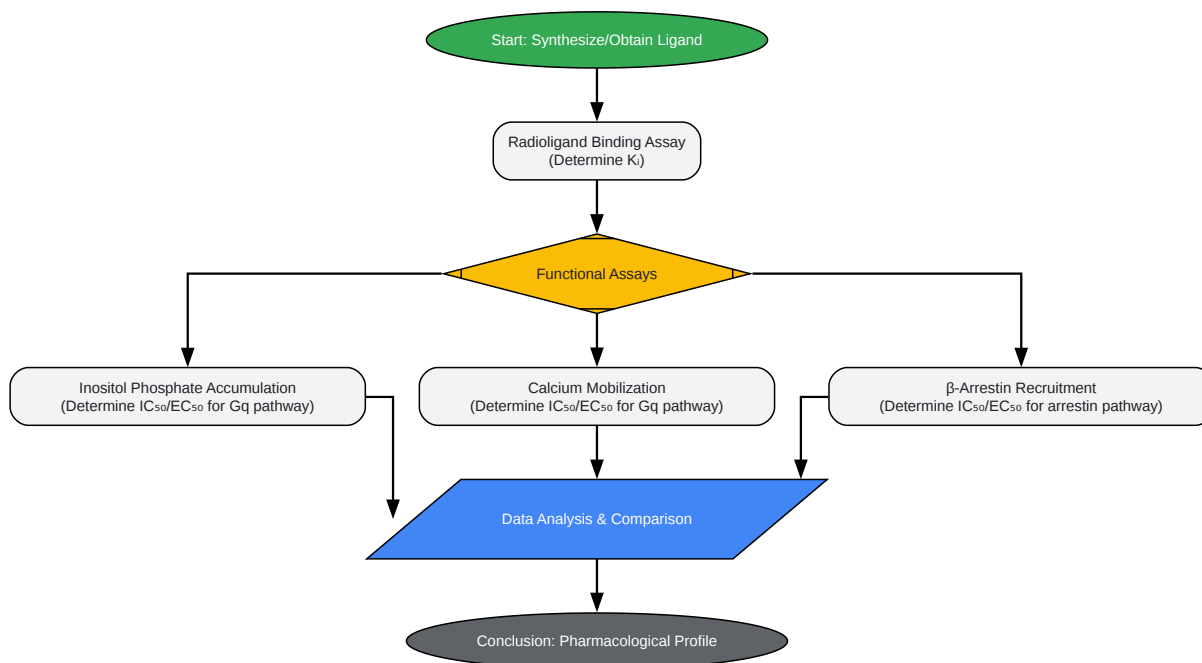 Start: Synthesize/Obtain Ligand
Radioligand Binding Assay
(Determine Kᵢ)
Functional Assays
Inositol Phosphate Accumulation
(Determine IC₅₀/EC₅₀ for Gq pathway)
Calcium Mobilization
(Determine IC₅₀/EC₅₀ for Gq pathway)
β-Arrestin Recruitment
(Determine IC₅₀/EC₅₀ for arrestin pathway)
Data Analysis & Comparison
Conclusion: Pharmacological Profile